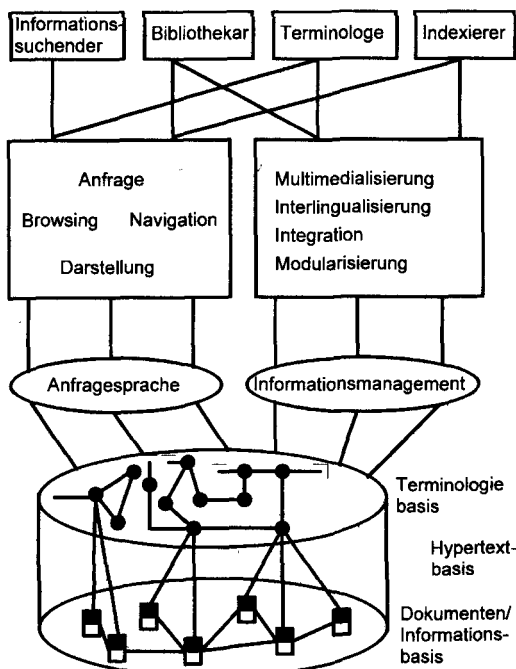 Informations-
suchender
Bibliothekar
Terminologe
Indexierer
Anfrage
Browsing Navigation
Darstellung
Multimedialisierung
Interlingualisierung
Integration
Modularisierung
Anfragesprache
Informationsmanagement
Terminologie
basis
Hypertext-
basis
Dokumenten/
Informations-
basis